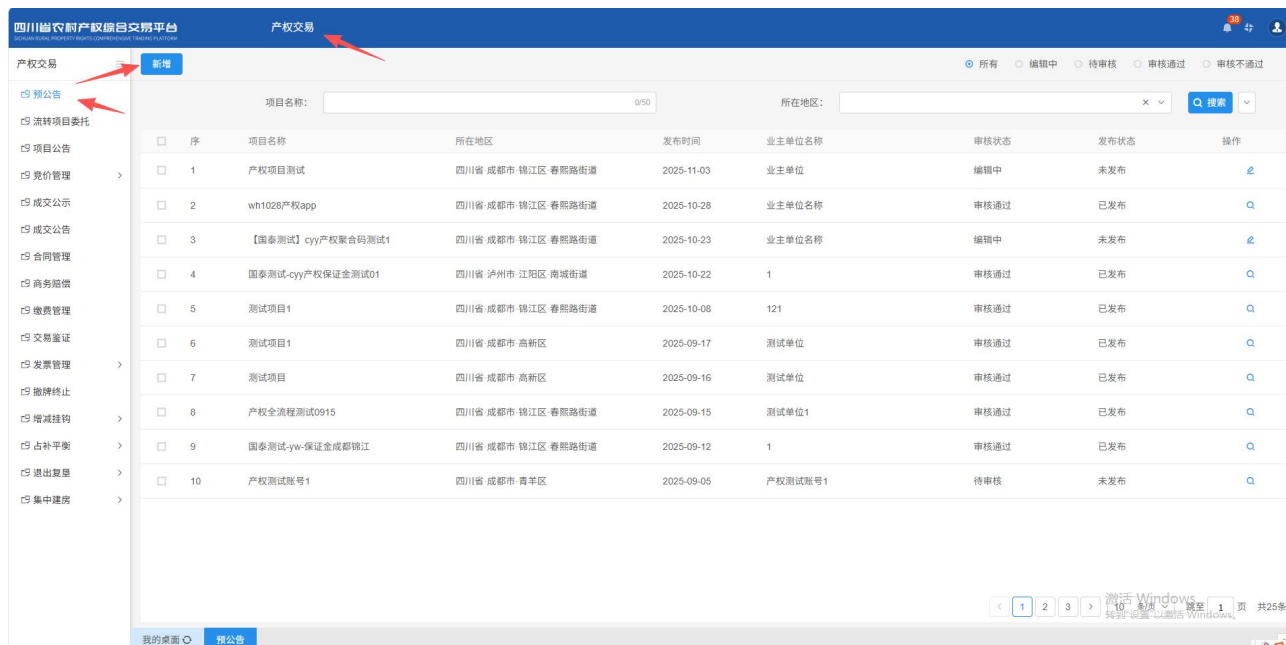 四川省农村产权综合交易平台 产权交易 38
SICHUAN RURAL PROPERTY RIGHTS COMPREHENSIVE TRADING PLATFORM
产权交易 新增 所有 编辑中 待审核 审核通过 审核不通过
预公告
流转项目委托
项目公告
竞价管理
成交公示
成交公告
合同管理
商务赔偿
缴费管理
交易鉴证
发票管理
撤牌终止
增减挂钩
占补平衡
退出复垦
集中建房
项目名称: 0/50 所在地区: 搜索
序 项目名称 所在地区 发布时间 业主单位名称 审核状态 发布状态 操作
1 产权项目测试 四川省·成都市·锦江区·春熙路街道 2025-11-03 业主单位 编辑中 未发布
2 wh1028产权app 四川省·成都市·锦江区·春熙路街道 2025-10-28 业主单位名称 审核通过 已发布
3 【国泰测试】cyy产权聚合码测试1 四川省·成都市·锦江区·春熙路街道 2025-10-23 业主单位名称 编辑中 未发布
4 国泰测试-cyy产权保证金测试01 四川省·泸州市·江阳区·南城街道 2025-10-22 1 审核通过 已发布
5 测试项目1 四川省·成都市·锦江区·春熙路街道 2025-10-08 121 审核通过 已发布
6 测试项目1 四川省·成都市·高新区 2025-09-17 测试单位 审核通过 已发布
7 测试项目 四川省·成都市·高新区 2025-09-16 测试单位 审核通过 已发布
8 产权全流程测试0915 四川省·成都市·锦江区·春熙路街道 2025-09-15 测试单位1 审核通过 已发布
9 国泰测试-yw-保证金成都锦江 四川省·成都市·锦江区·春熙路街道 2025-09-12 1 审核通过 已发布
10 产权测试账号1 四川省·成都市·青羊区 2025-09-05 产权测试账号1 待审核 未发布
1 2 3 10 条/页 跳至 1 页 共25条
激活 Windows
转到"设置"以激活 Windows。
我的桌面 预公告